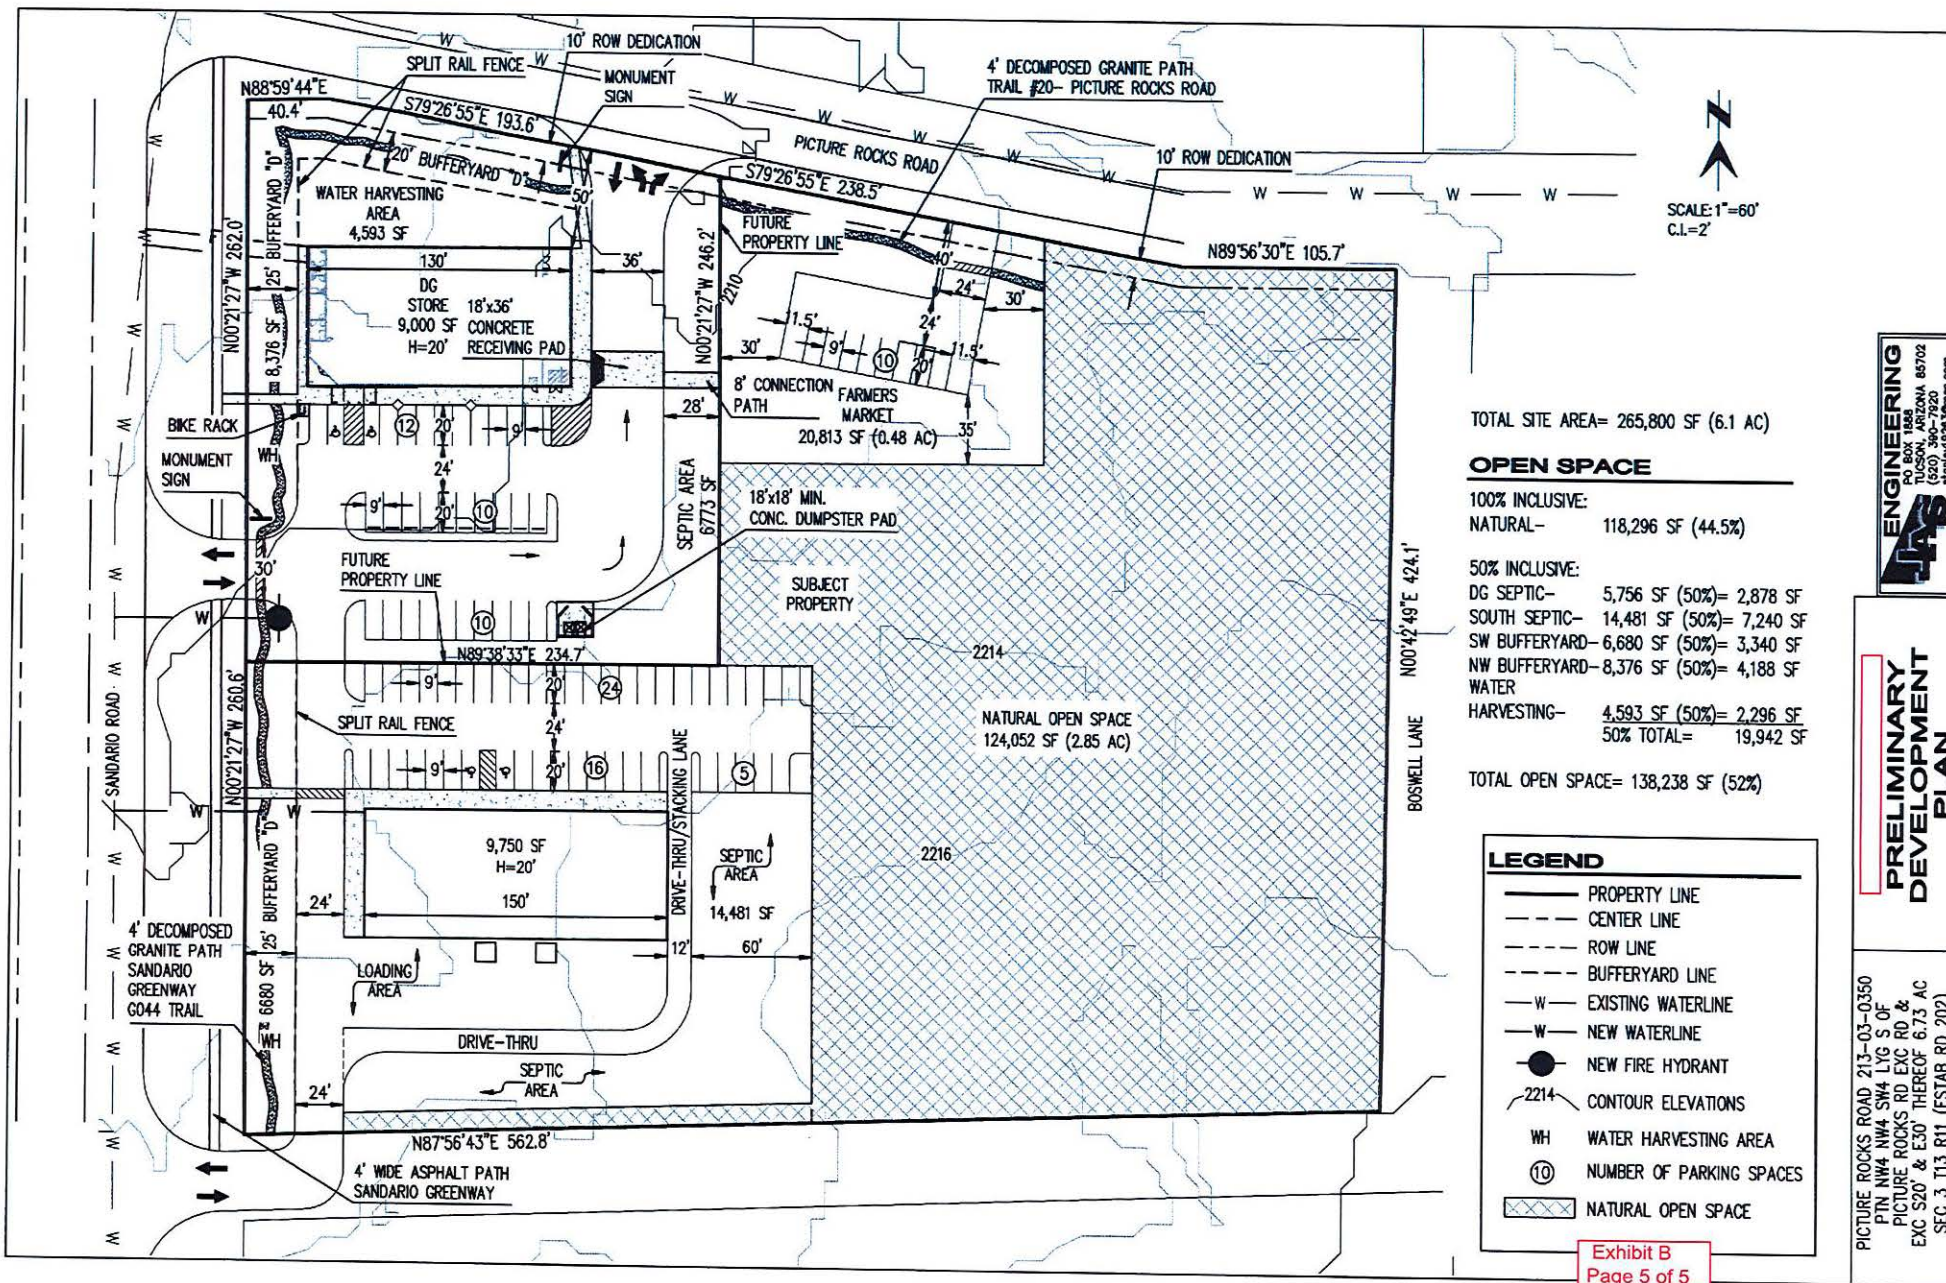 10' ROW DEDICATION
SPLIT RAIL FENCE
MONUMENT
SIGN
4' DECOMPOSED GRANITE PATH
TRAIL #20- PICTURE ROCKS ROAD
N88°59'44"E
40.4'
S79°26'55"E 193.6'
20' BUFFERYARD "D"
PICTURE ROCKS ROAD
10' ROW DEDICATION
S79°26'55"E 238.5'
N89°56'30"E 105.7'
SCALE: 1"=60'
C.I.=2'
WATER HARVESTING
AREA
4,593 SF
50'
FUTURE
PROPERTY LINE
N00°21'27"W 262.0'
25' BUFFERYARD "D"
8,376 SF
130'
DG
STORE
9,000 SF
H=20'
18'x36'
CONCRETE
RECEIVING PAD
36'
N00°21'27"W 246.2'
2210
40'
24'
30'
24'
11.5'
9'
10
20'
11.5'
30'
8' CONNECTION
PATH
FARMERS
MARKET
20,813 SF (0.48 AC)
35'
28'
BIKE RACK
MONUMENT
SIGN
WH
12
20'
9'
24'
9'
20'
10
SEPTIC AREA
6773 SF
18'x18' MIN.
CONC. DUMPSTER PAD
FUTURE
PROPERTY LINE
30'
10
SUBJECT
PROPERTY
N89°38'33"E 234.7'
2214
NATURAL OPEN SPACE
124,052 SF (2.85 AC)
2216
N00°42'49"E 424.1'
BOSWELL LANE
SANDARIO ROAD
N00°21'27"W 260.6'
9'
20'
24
SPLIT RAIL FENCE
24'
9'
20'
16
5
DRIVE-THRU/STACKING LANE
9,750 SF
H=20'
150'
SEPTIC
AREA
14,481 SF
24'
12'
60'
25' BUFFERYARD "D"
6680 SF
WH
4' DECOMPOSED
GRANITE PATH
SANDARIO
GREENWAY
G044 TRAIL
LOADING
AREA
DRIVE-THRU
SEPTIC
AREA
24'
N87°56'43"E 562.8'
4' WIDE ASPHALT PATH
SANDARIO GREENWAY
TOTAL SITE AREA= 265,800 SF (6.1 AC)
OPEN SPACE
100% INCLUSIVE:
NATURAL- 118,296 SF (44.5%)
50% INCLUSIVE:
DG SEPTIC- 5,756 SF (50%)= 2,878 SF
SOUTH SEPTIC- 14,481 SF (50%)= 7,240 SF
SW BUFFERYARD-6,680 SF (50%)= 3,340 SF
NW BUFFERYARD-8,376 SF (50%)= 4,188 SF
WATER
HARVESTING- 4,593 SF (50%)= 2,296 SF
50% TOTAL= 19,942 SF
TOTAL OPEN SPACE= 138,238 SF (52%)
LEGEND
PROPERTY LINE
CENTER LINE
ROW LINE
BUFFERYARD LINE
W EXISTING WATERLINE
W NEW WATERLINE
NEW FIRE HYDRANT
2214 CONTOUR ELEVATIONS
WH WATER HARVESTING AREA
10 NUMBER OF PARKING SPACES
NATURAL OPEN SPACE
Exhibit B
Page 5 of 5
ENGINEERING
PO BOX 1888
TUCSON, ARIZONA 85702
(520) 390-7920
PRELIMINARY
DEVELOPMENT
PLAN
PICTURE ROCKS ROAD 213-03-0350
PTN NW4 NW4 SW4 LYG S OF
PICTURE ROCKS RD EXC RD &
EXC S20' & E30' THEREOF 6.73 AC
SEC 3 T13 R11 (ESTAB RD 202)